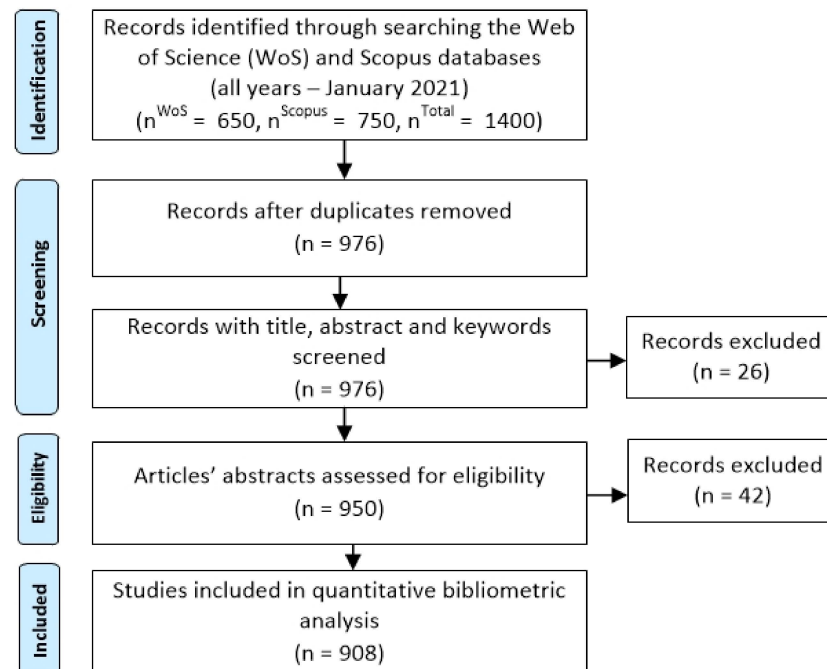 Identification
Records identified through searching the Web
of Science (WoS) and Scopus databases
(all years – January 2021)
(n^WoS = 650, n^Scopus = 750, n^Total = 1400)
Screening
Records after duplicates removed
(n = 976)
Records with title, abstract and keywords
screened
(n = 976)
Records excluded
(n = 26)
Eligibility
Articles’ abstracts assessed for eligibility
(n = 950)
Records excluded
(n = 42)
Included
Studies included in quantitative bibliometric
analysis
(n = 908)